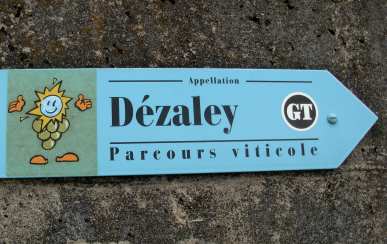 Appellation
Dézaley
GT
Parcours viticole